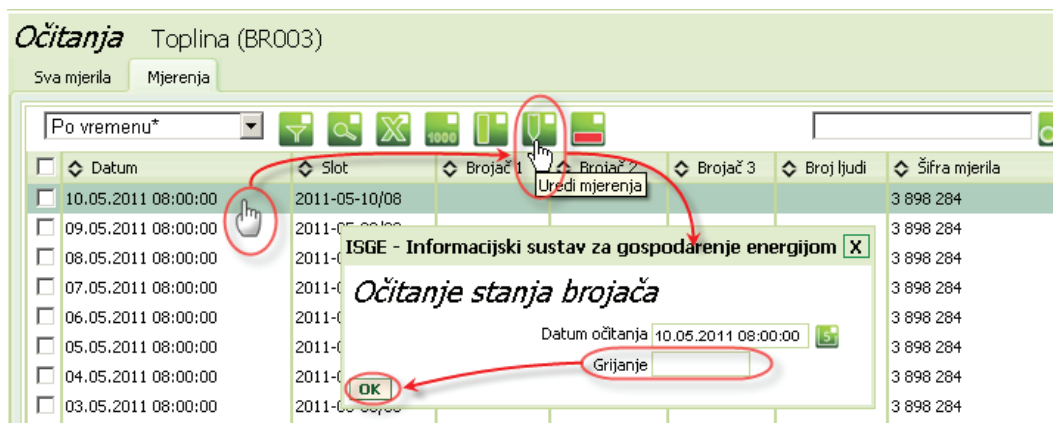 Očitanja Toplina (BR003)
Sva mjerila Mjerenja
Po vremenu*
1000
Datum Slot Brojač 1 Brojač 2 Brojač 3 Broj ljudi Šifra mjerila
Uredi mjerenja
10.05.2011 08:00:00 2011-05-10/08 3 898 284
09.05.2011 08:00:00 3 898 284
ISGE - Informacijski sustav za gospodarenje energijom X
08.05.2011 08:00:00 3 898 284
07.05.2011 08:00:00 3 898 284
Očitanje stanja brojača
06.05.2011 08:00:00 3 898 284
Datum očitanja 10.05.2011 08:00:00 5
05.05.2011 08:00:00 3 898 284
Grijanje
04.05.2011 08:00:00 3 898 284
OK
03.05.2011 08:00:00 3 898 284